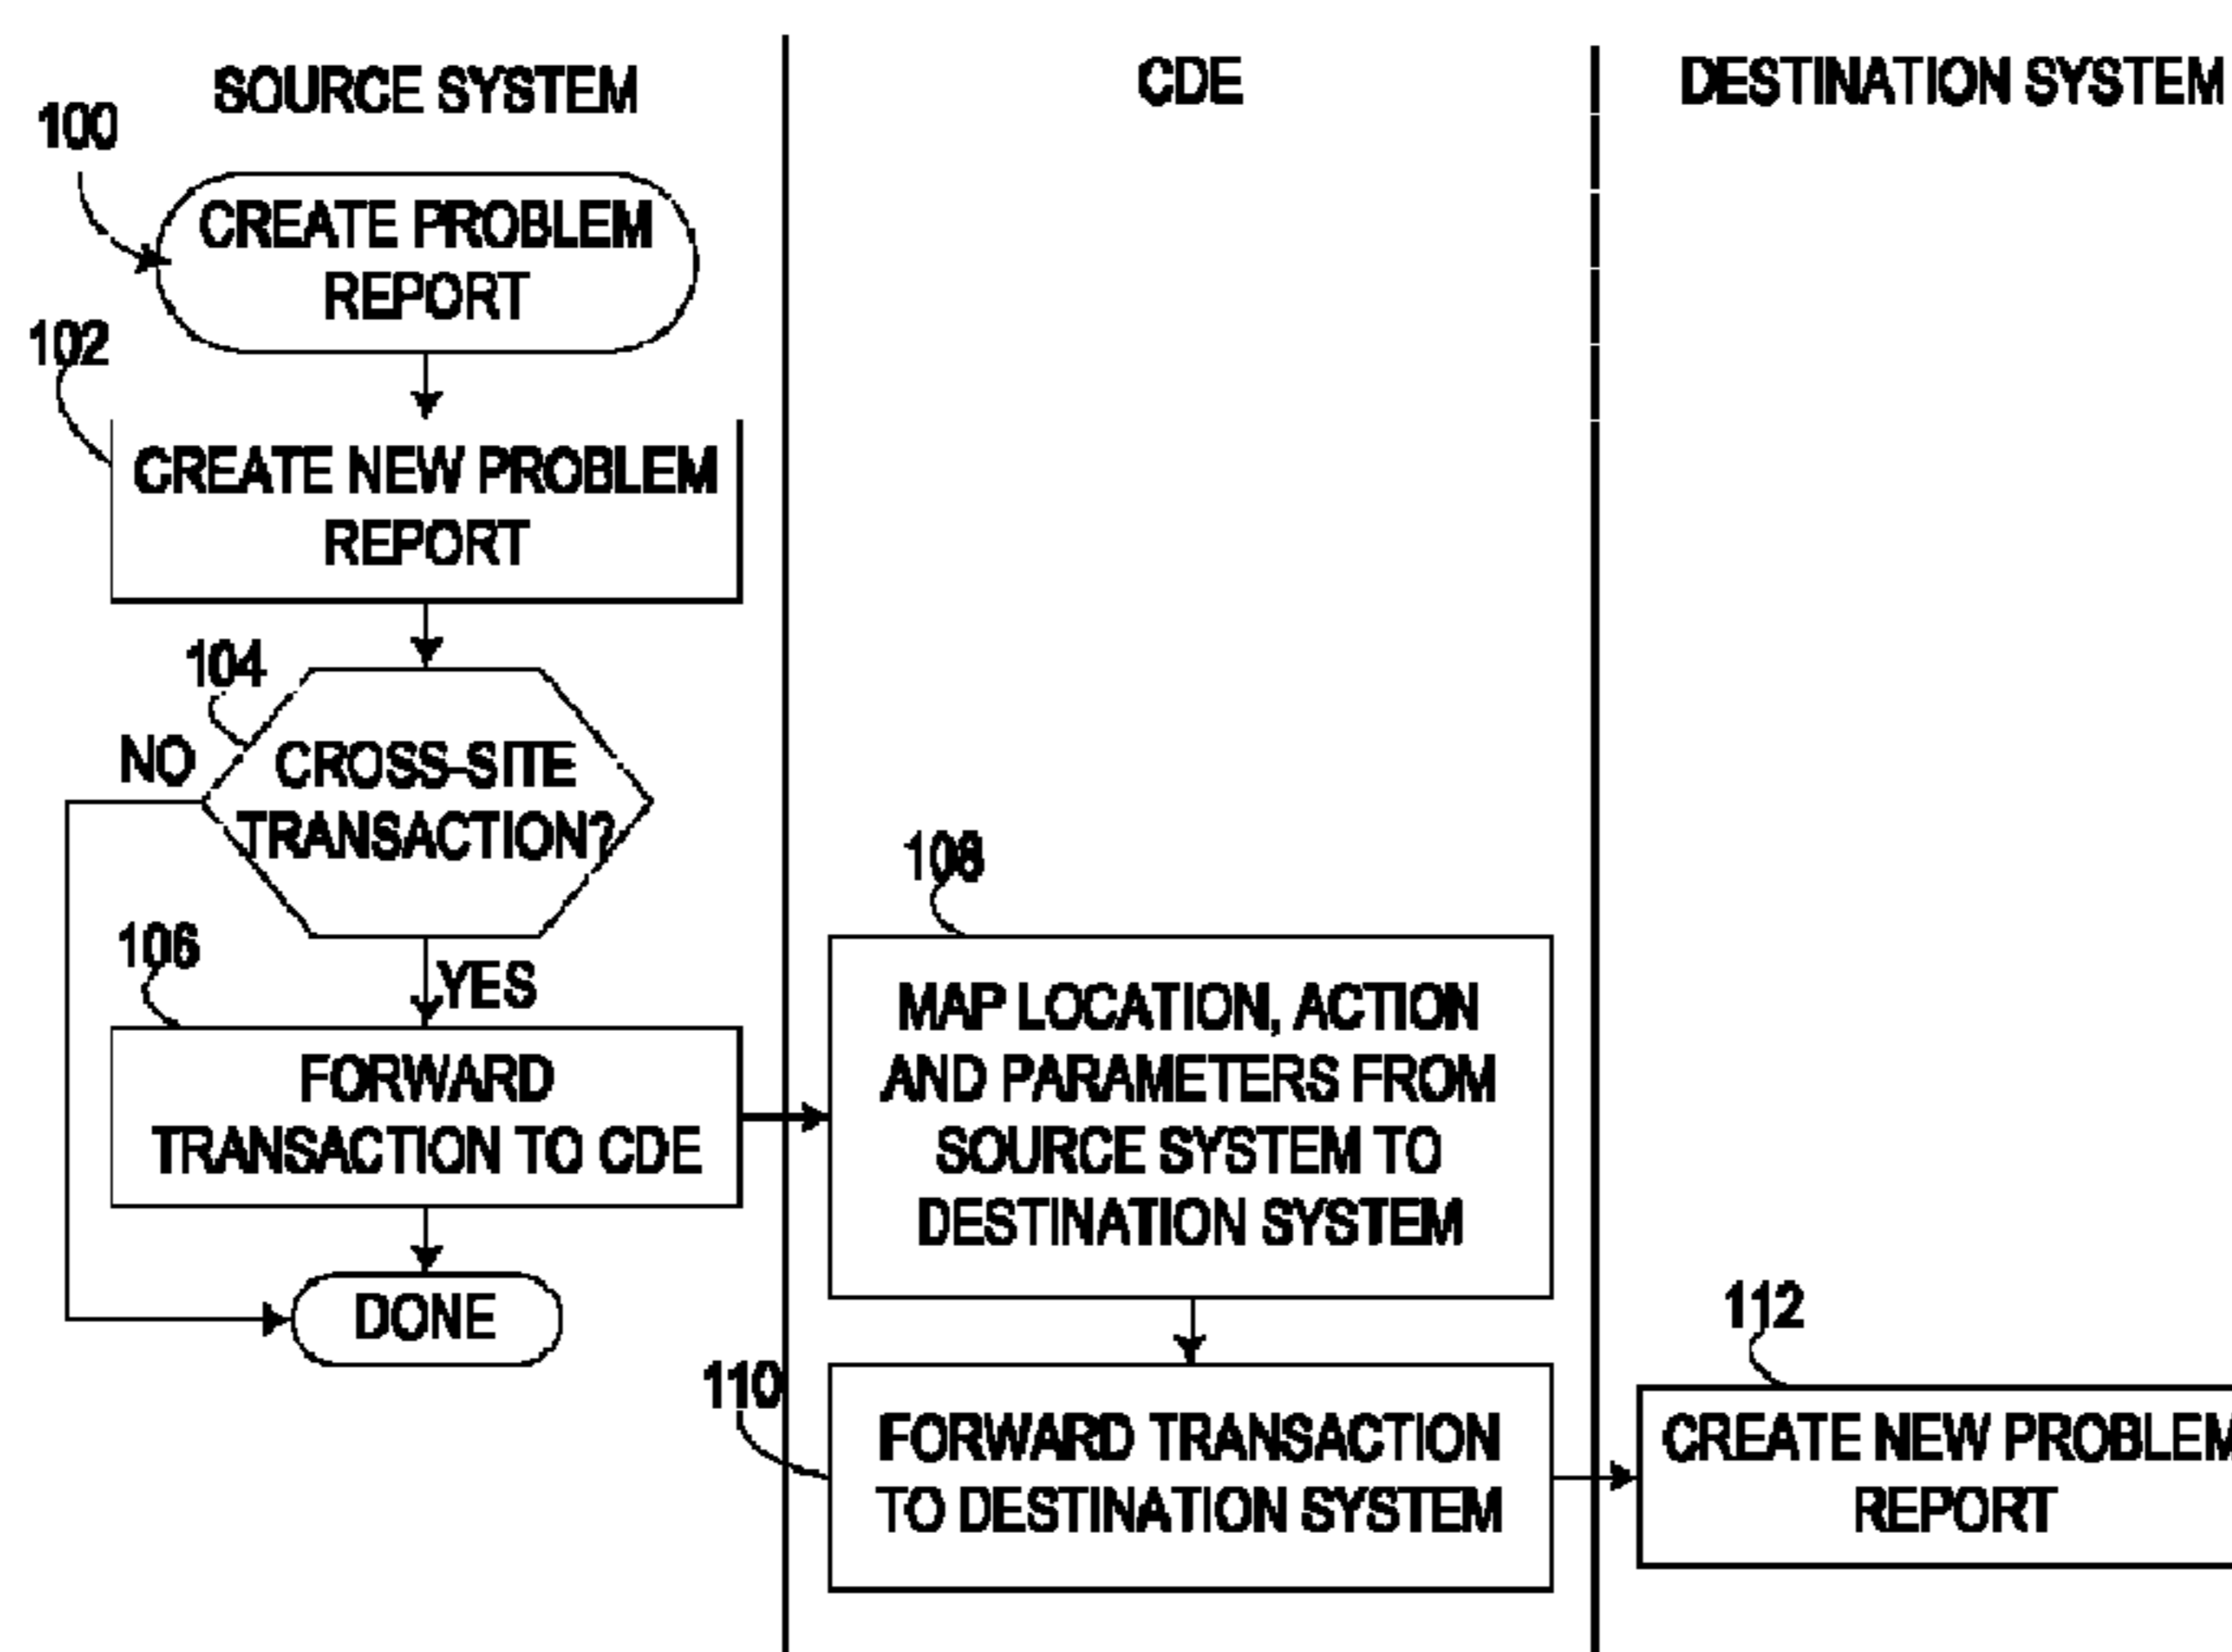 SOURCE SYSTEM
CDE
DESTINATION SYSTEM
100
CREATE PROBLEM
REPORT
102
CREATE NEW PROBLEM
REPORT
104
NO
CROSS-SITE
TRANSACTION?
YES
106
FORWARD
TRANSACTION TO CDE
DONE
108
MAP LOCATION, ACTION
AND PARAMETERS FROM
SOURCE SYSTEM TO
DESTINATION SYSTEM
110
FORWARD TRANSACTION
TO DESTINATION SYSTEM
112
CREATE NEW PROBLEM
REPORT